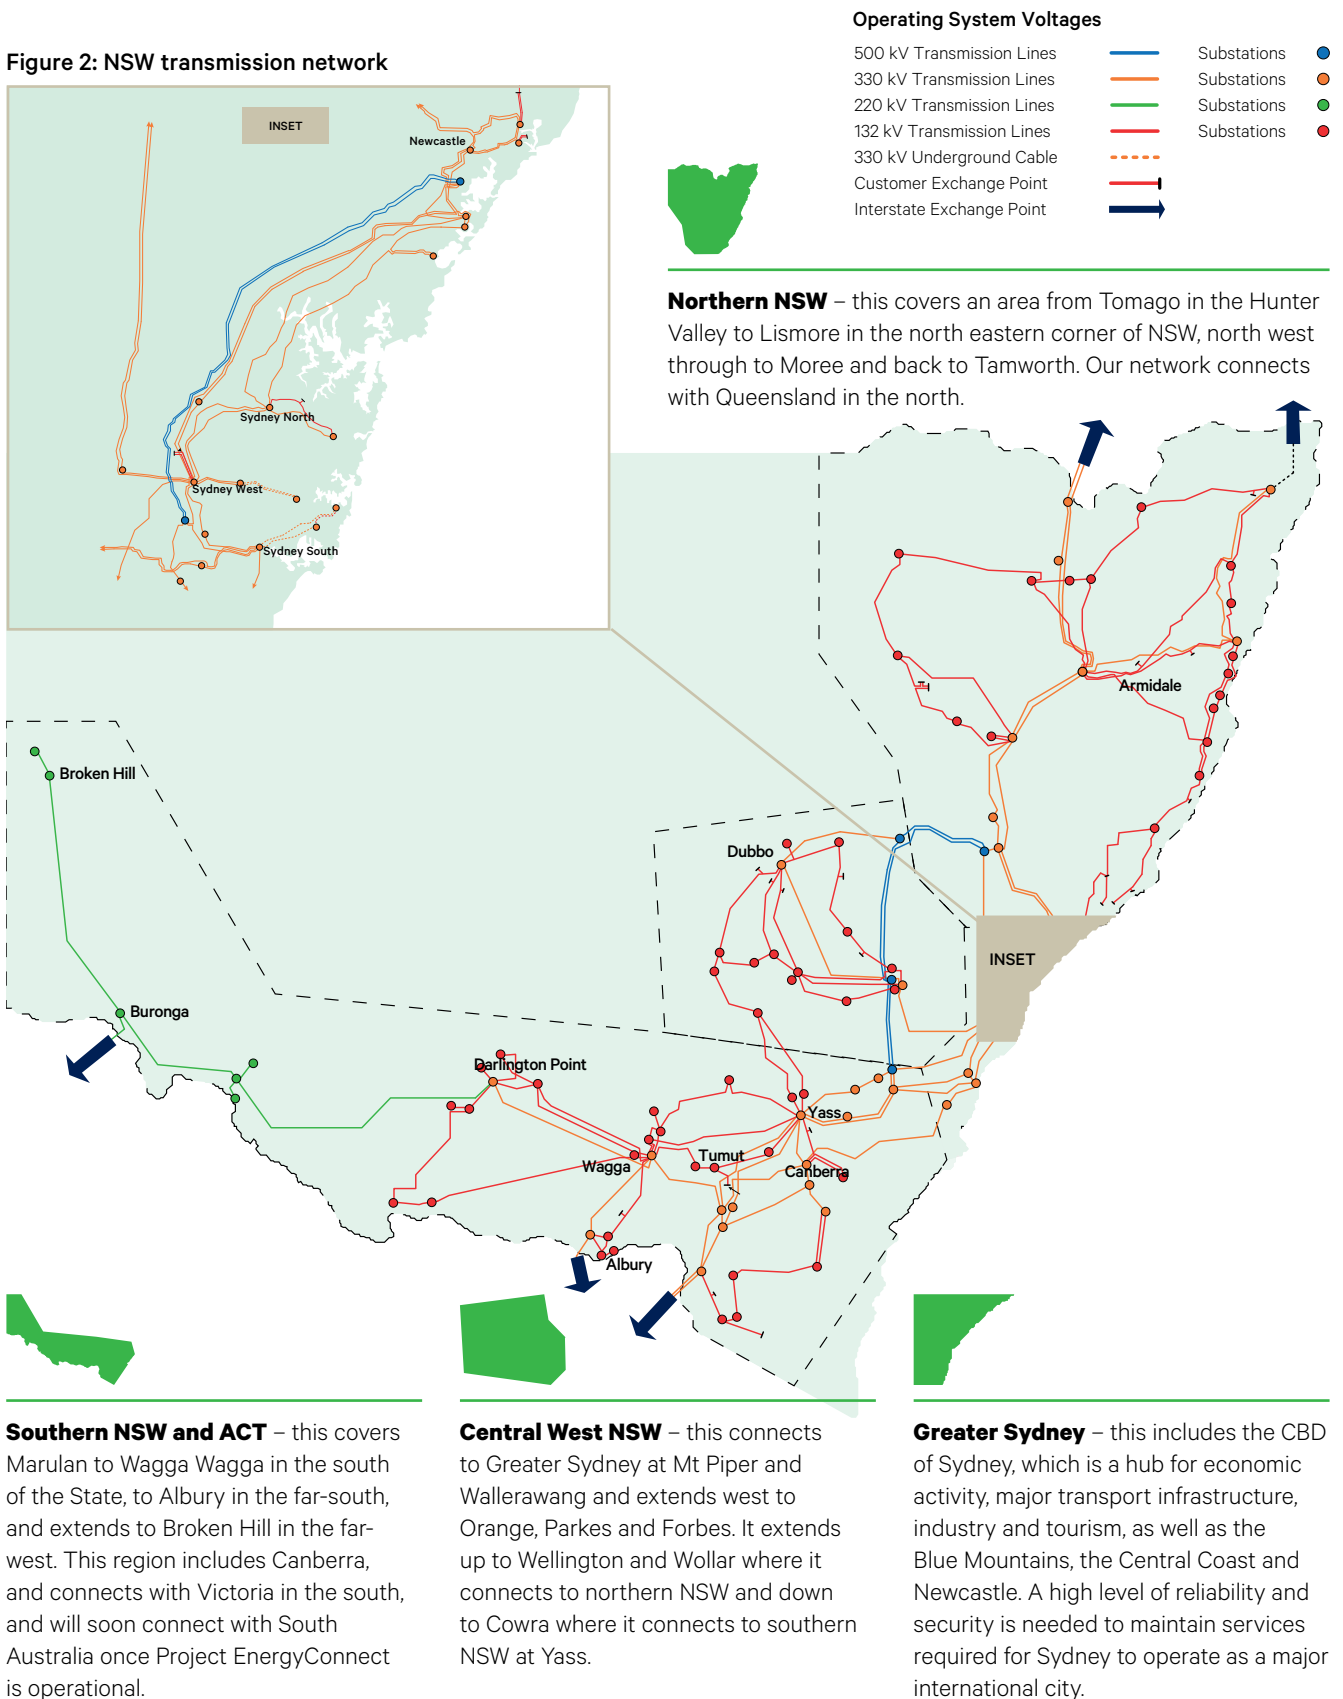 Operating System Voltages
500 kV Transmission Lines Substations
330 kV Transmission Lines Substations
220 kV Transmission Lines Substations
132 kV Transmission Lines Substations
330 kV Underground Cable
Customer Exchange Point
Interstate Exchange Point
Figure 2: NSW transmission network
INSET
Newcastle
Sydney North
Sydney West
Sydney South
Northern NSW – this covers an area from Tomago in the Hunter
Valley to Lismore in the north eastern corner of NSW, north west
through to Moree and back to Tamworth. Our network connects
with Queensland in the north.
Armidale
Broken Hill
Dubbo
INSET
Buronga
Darlington Point
Yass
Tumut
Wagga
Canberra
Albury
Southern NSW and ACT – this covers
Marulan to Wagga Wagga in the south
of the State, to Albury in the far-south,
and extends to Broken Hill in the far-
west. This region includes Canberra,
and connects with Victoria in the south,
and will soon connect with South
Australia once Project EnergyConnect
is operational.
Central West NSW – this connects
to Greater Sydney at Mt Piper and
Wallerawang and extends west to
Orange, Parkes and Forbes. It extends
up to Wellington and Wollar where it
connects to northern NSW and down
to Cowra where it connects to southern
NSW at Yass.
Greater Sydney – this includes the CBD
of Sydney, which is a hub for economic
activity, major transport infrastructure,
industry and tourism, as well as the
Blue Mountains, the Central Coast and
Newcastle. A high level of reliability and
security is needed to maintain services
required for Sydney to operate as a major
international city.